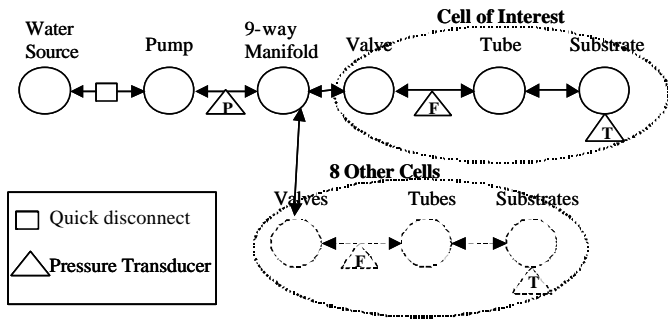 Cell of Interest
Water
Source
Pump
9-way
Manifold
Valve
Tube
Substrate
P
F
T
8 Other Cells
Valves
Tubes
Substrates
F
T
Quick disconnect
Pressure Transducer